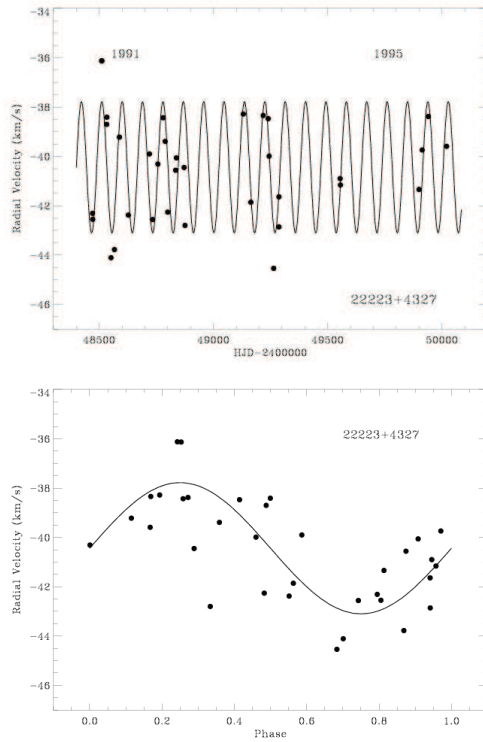 -34
-36
-38
-40
-42
-44
-46
Radial Velocity (km/s)
1991 1995
22223+4327
48500 49000 49500 50000
HJD-2400000
-34
-36
-38
-40
-42
-44
-46
Radial Velocity (km/s)
22223+4327
0.0 0.2 0.4 0.6 0.8 1.0
Phase